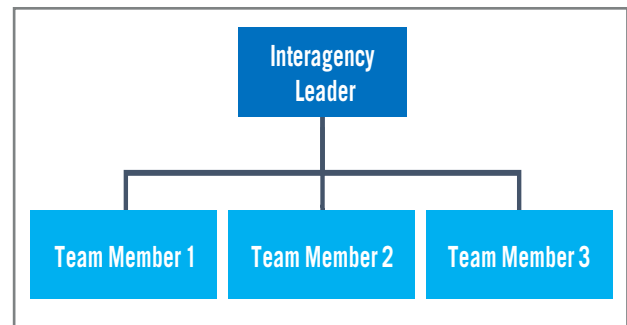 Interagency
Leader
Team Member 1
Team Member 2
Team Member 3